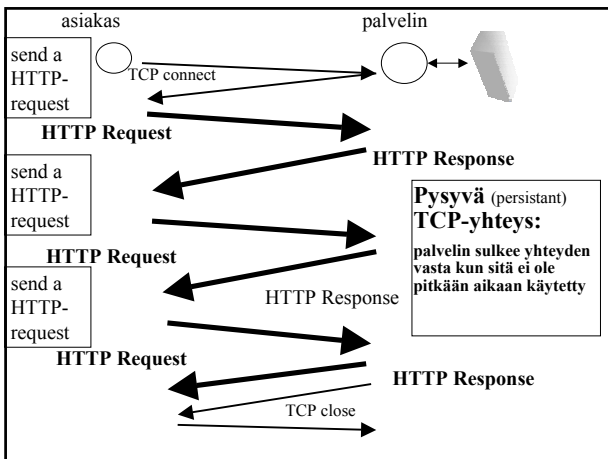 asiakas
palvelin
send a
HTTP-
request
TCP connect
HTTP Request
HTTP Response
send a
HTTP-
request
Pysyvä (persistant)
TCP-yhteys:
palvelin sulkee yhteyden
vasta kun sitä ei ole
pitkään aikaan käytetty
HTTP Request
send a
HTTP-
request
HTTP Response
HTTP Request
HTTP Response
TCP close